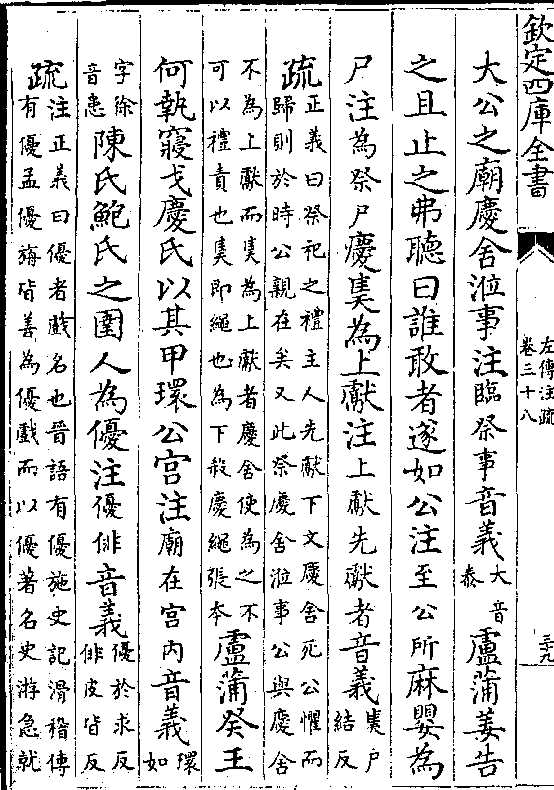 欽定四庫全書
左傳注疏
卷三十八
三十九
大公之廟慶舍涖事注臨祭事音義大音泰盧蒲姜告
之且止之弗聽曰誰敢者遂如公注至公所麻嬰為
尸注為祭尸慶奊為上獻注上獻先獻者音義奊戶結反
疏正義曰祭祀之禮主人先獻下文慶舍死公懼而
歸則於時公親在矣又此祭慶舍涖事公與慶舍
不為上獻而奊為上獻者慶舍使為之不
可以禮責也奊即繩也為下殺慶繩張本盧蒲癸王
何執寢戈慶氏以其甲環公宮注廟在宮內音義環如
字徐音患陳氏鮑氏之圉人為優注優俳音義優於求反俳皮皆反
疏注正義曰優者戲名也晉語有優施史記滑稽傳
有優孟優旃皆善為優戲而以優著名史游急就